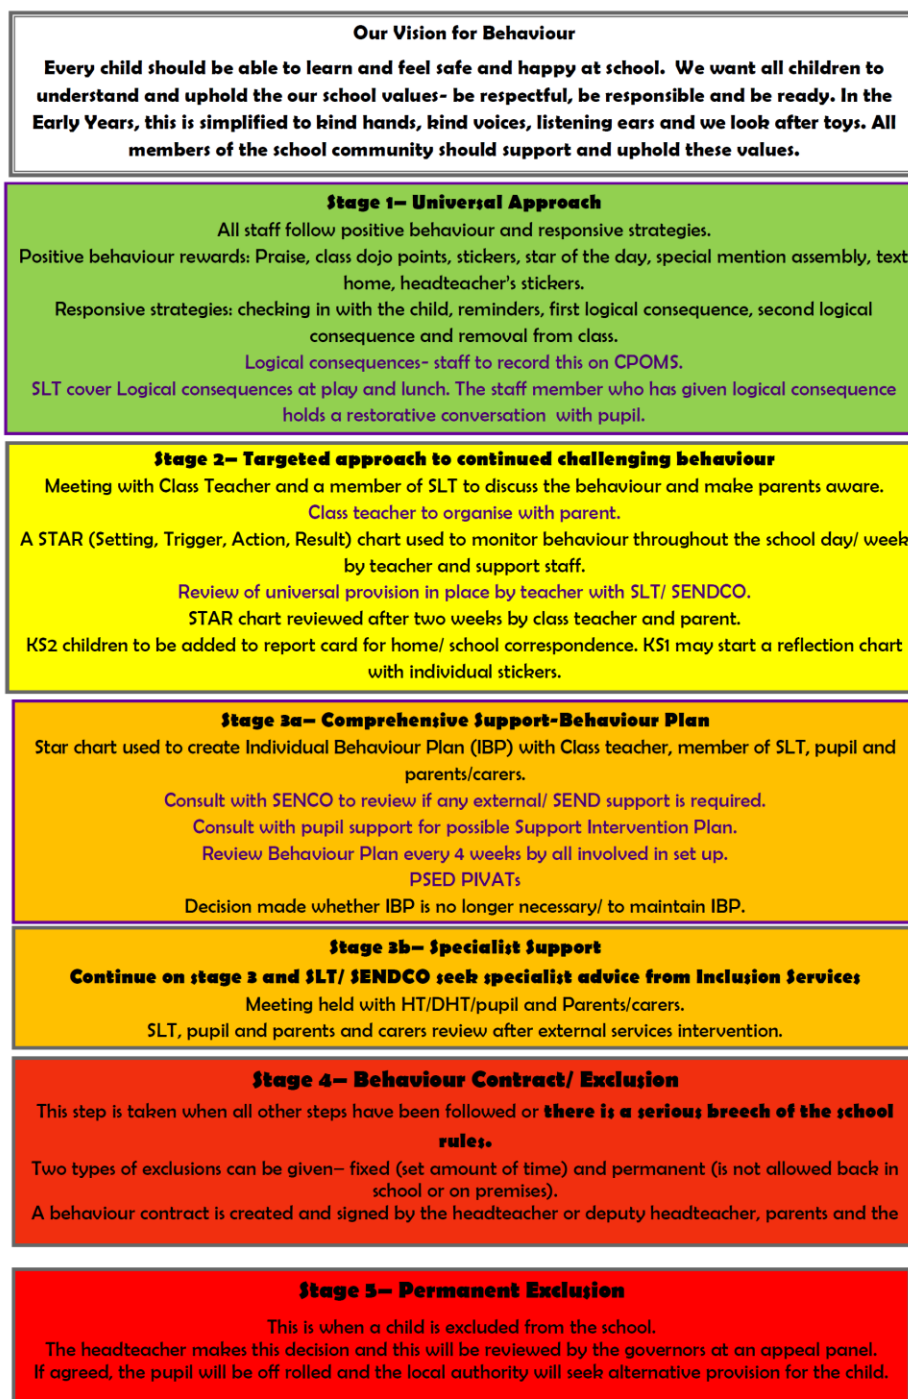 Our Vision for Behaviour
Every child should be able to learn and feel safe and happy at school. We want all children to
understand and uphold the our school values- be respectful, be responsible and be ready. In the
Early Years, this is simplified to kind hands, kind voices, listening ears and we look after toys. All
members of the school community should support and uphold these values.
Stage 1– Universal Approach
All staff follow positive behaviour and responsive strategies.
Positive behaviour rewards: Praise, class dojo points, stickers, star of the day, special mention assembly, text
home, headteacher's stickers.
Responsive strategies: checking in with the child, reminders, first logical consequence, second logical
consequence and removal from class.
Logical consequences- staff to record this on CPOMS.
SLT cover Logical consequences at play and lunch. The staff member who has given logical consequence
holds a restorative conversation with pupil.
Stage 2– Targeted approach to continued challenging behaviour
Meeting with Class Teacher and a member of SLT to discuss the behaviour and make parents aware.
Class teacher to organise with parent.
A STAR (Setting, Trigger, Action, Result) chart used to monitor behaviour throughout the school day/ week
by teacher and support staff.
Review of universal provision in place by teacher with SLT/ SENDCO.
STAR chart reviewed after two weeks by class teacher and parent.
KS2 children to be added to report card for home/ school correspondence. KS1 may start a reflection chart
with individual stickers.
Stage 3a– Comprehensive Support-Behaviour Plan
Star chart used to create Individual Behaviour Plan (IBP) with Class teacher, member of SLT, pupil and
parents/carers.
Consult with SENCO to review if any external/ SEND support is required.
Consult with pupil support for possible Support Intervention Plan.
Review Behaviour Plan every 4 weeks by all involved in set up.
PSED PIVATs
Decision made whether IBP is no longer necessary/ to maintain IBP.
Stage 3b– Specialist Support
Continue on stage 3 and SLT/ SENDCO seek specialist advice from Inclusion Services
Meeting held with HT/DHT/pupil and Parents/carers.
SLT, pupil and parents and carers review after external services intervention.
Stage 4– Behaviour Contract/ Exclusion
This step is taken when all other steps have been followed or there is a serious breech of the school
rules.
Two types of exclusions can be given– fixed (set amount of time) and permanent (is not allowed back in
school or on premises).
A behaviour contract is created and signed by the headteacher or deputy headteacher, parents and the
Stage 5– Permanent Exclusion
This is when a child is excluded from the school.
The headteacher makes this decision and this will be reviewed by the governors at an appeal panel.
If agreed, the pupil will be off rolled and the local authority will seek alternative provision for the child.